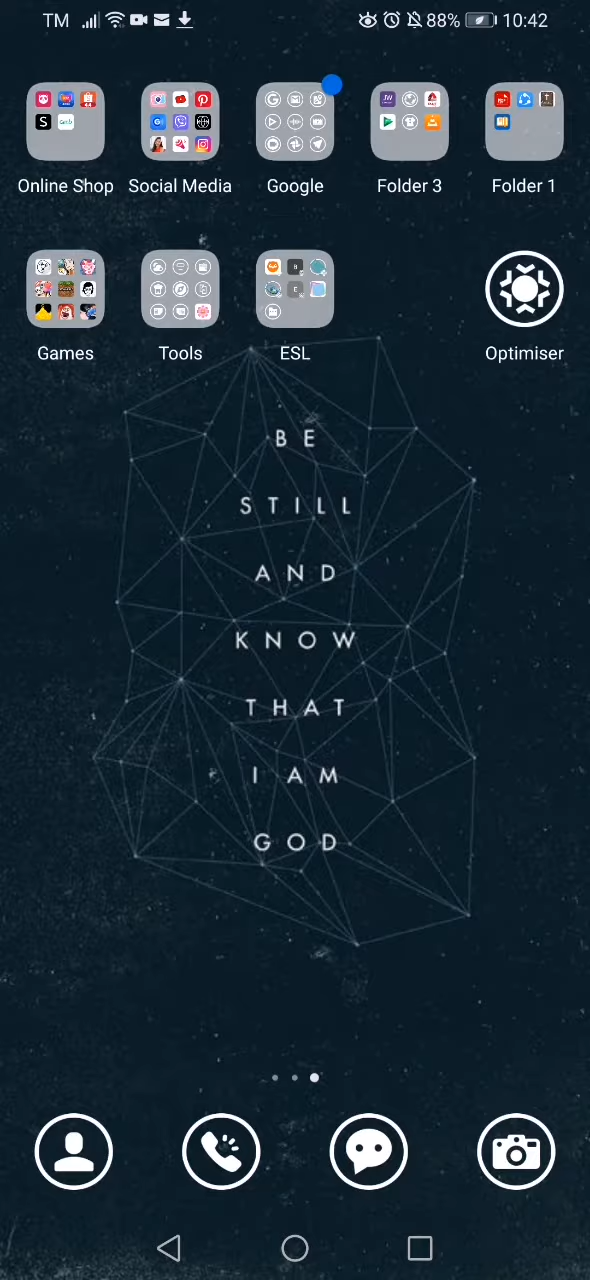 TM 88% 10:42
Online Shop Social Media Google Folder 3 Folder 1
Games Tools ESL Optimiser
BE
STILL
AND
KNOW
THAT
I AM
GOD